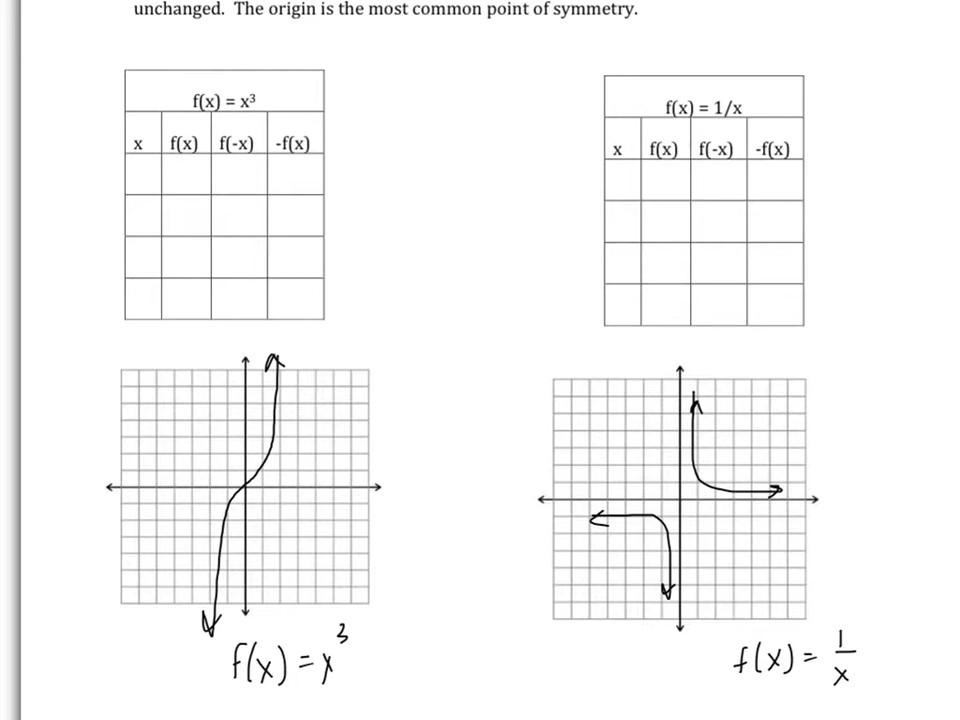 unchanged.  The origin is the most common point of symmetry.
f(x) = x³
x f(x) f(-x) -f(x)
f(x) = 1/x
x f(x) f(-x) -f(x)
f(x) = x³
f(x) = 1/x